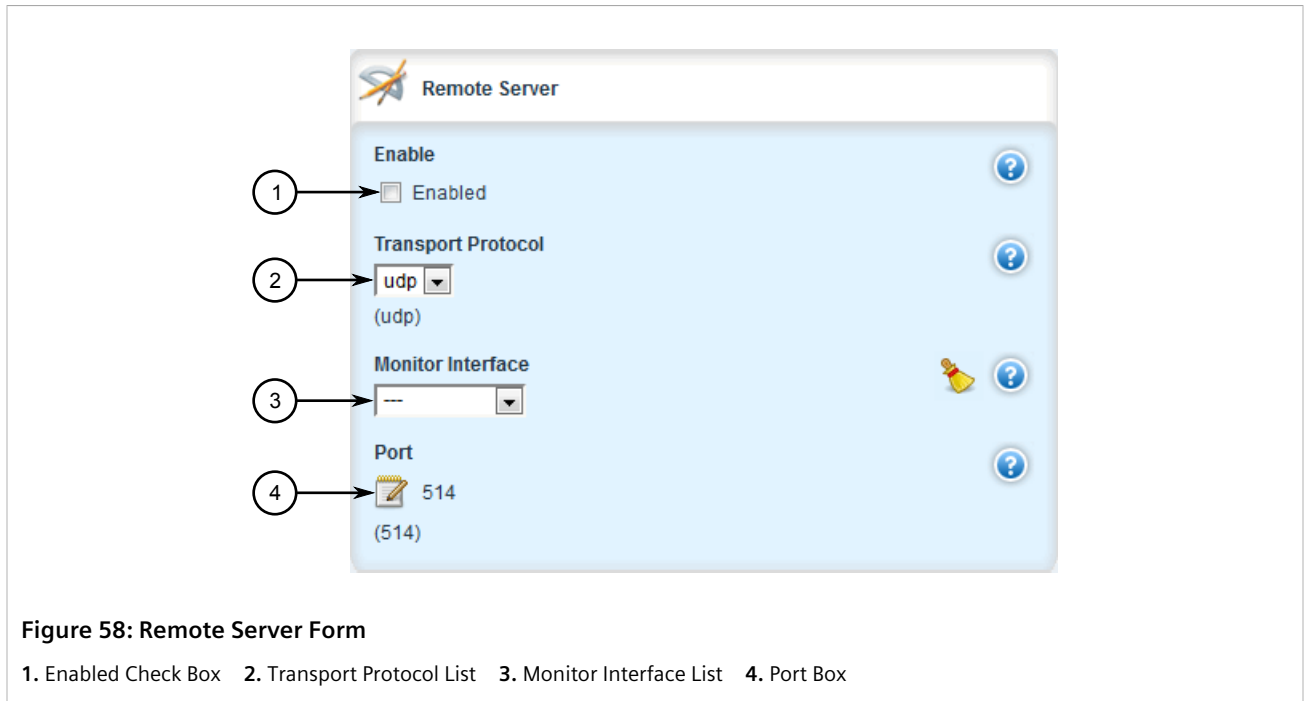 Remote Server
Enable
1
Enabled
Transport Protocol
2
udp
(udp)
Monitor Interface
3
---
Port
4
514
(514)
Figure 58: Remote Server Form
1. Enabled Check Box 2. Transport Protocol List 3. Monitor Interface List 4. Port Box